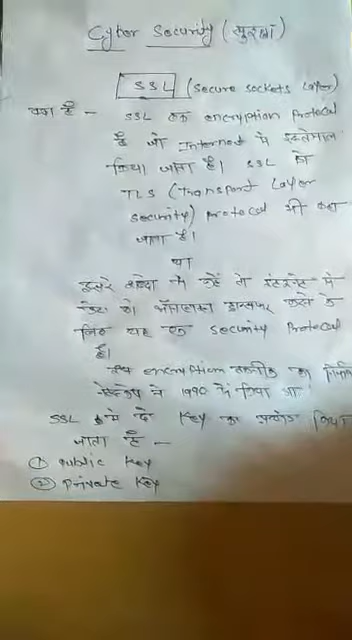 Cyber Security (सुरक्षा)
SSL (Secure Sockets Layer)
क्या है - SSL एक encryption Protocol
है जो Internet में इस्तेमाल
किया जाता है। SSL को
TLS (Transport Layer
Security) Protocol भी कहा
जाता है।
या
दूसरे शब्दों में कहें तो इंटरनेट में
डेटा को ट्रान्सफर करने के
लिए यह एक Security Protocol
है।
इस encryption तकनीक का
नेटस्केप ने 1990 में किया था।
SSL में दो Key का प्रयोग किया
जाता है -
① public Key
② private Key